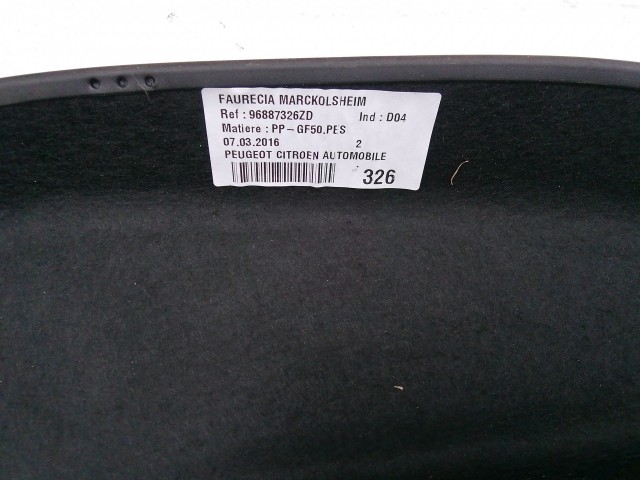 FAURECIA MARCKOLSHEIM
Ref : 96887326ZD Ind : D04
Matiere : PP-GF50.PES
07.03.2016 2
PEUGEOT CITROEN AUTOMOBILE
326